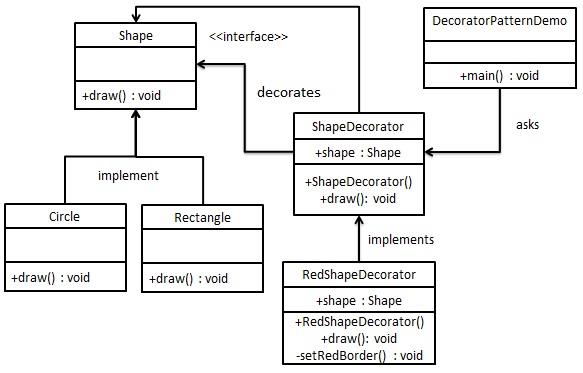 Shape
+draw() : void
<<interface>>
DecoratorPatternDemo
+main() : void
decorates
asks
ShapeDecorator
+shape : Shape
+ShapeDecorator()
+draw(): void
implement
Circle
+draw() : void
Rectangle
+draw() : void
implements
RedShapeDecorator
+shape : Shape
+RedShapeDecorator()
+draw(): void
-setRedBorder() : void